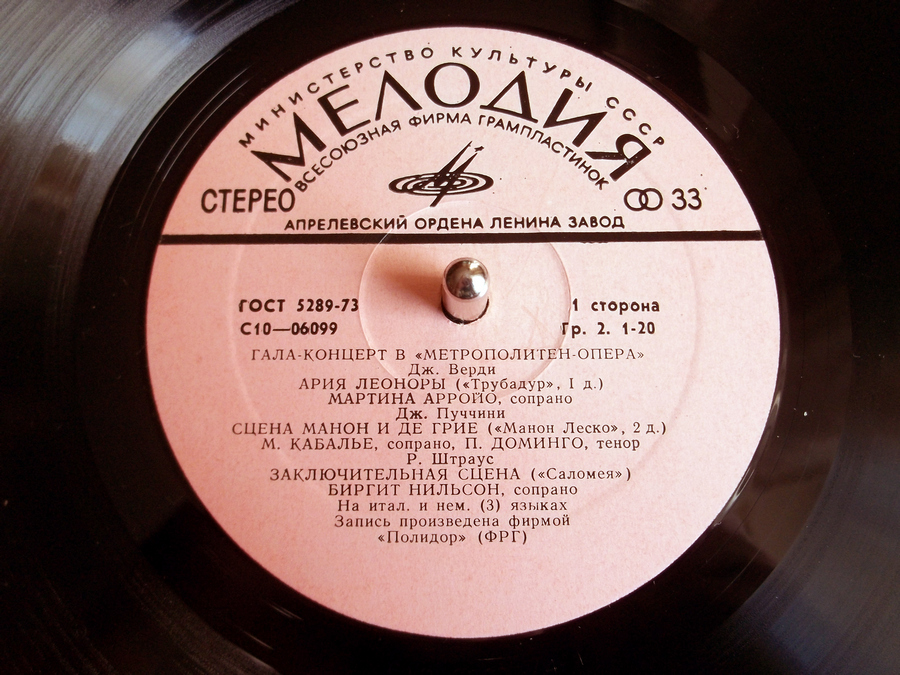 МИНИСТЕРСТВО КУЛЬТУРЫ СССР
МЕЛОДИЯ
ВСЕСОЮЗНАЯ ФИРМА ГРАМПЛАСТИНОК
СТЕРЕО
33
АПРЕЛЕВСКИЙ ОРДЕНА ЛЕНИНА ЗАВОД
ГОСТ 5289-73 1 сторона
С10—06099 Гр. 2. 1-20
ГАЛА-КОНЦЕРТ В «МЕТРОПОЛИТЕН-ОПЕРА»
Дж. Верди
АРИЯ ЛЕОНОРЫ («Трубадур», I д.)
МАРТИНА АРРОЙО, сопрано
Дж. Пуччини
СЦЕНА МАНОН И ДЕ ГРИЕ («Манон Леско», 2 д.)
М. КАБАЛЬЕ, сопрано, П. ДОМИНГО, тенор
Р. Штраус
ЗАКЛЮЧИТЕЛЬНАЯ СЦЕНА («Саломея»)
БИРГИТ НИЛЬСОН, сопрано
На итал. и нем. (3) языках
Запись произведена фирмой
«Полидор» (ФРГ)